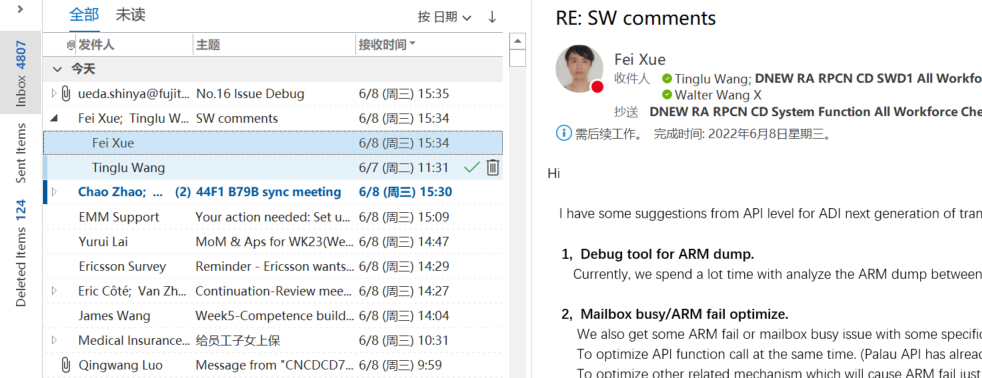 全部 未读 按 日期
发件人 主题 接收时间
今天
ueda.shinya@fujit... No.16 Issue Debug 6/8 (周三) 15:35
Fei Xue; Tinglu W... SW comments 6/8 (周三) 15:34
Fei Xue 6/8 (周三) 15:34
Tinglu Wang 6/7 (周二) 11:31
Chao Zhao; ... (2) 44F1 B79B sync meeting 6/8 (周三) 15:30
EMM Support Your action needed: Set u... 6/8 (周三) 15:09
Yurui Lai MoM & Aps for WK23(We... 6/8 (周三) 14:47
Ericsson Survey Reminder - Ericsson wants... 6/8 (周三) 14:29
Eric Côté; Van Zh... Continuation-Review mee... 6/8 (周三) 14:27
James Wang Week5-Competence build... 6/8 (周三) 14:04
Medical Insurance... 给员工子女上保 6/8 (周三) 10:31
Qingwang Luo Message from "CNCDCD7... 6/8 (周三) 9:59
Inbox 4807
Sent Items
Deleted Items 124
RE: SW comments
Fei Xue
收件人 Tinglu Wang; DNEW RA RPCN CD SWD1 All Workfo
Walter Wang X
抄送 DNEW RA RPCN CD System Function All Workforce Che
需后续工作。 完成时间: 2022年6月8日星期三。
Hi
I have some suggestions from API level for ADI next generation of tran
1, Debug tool for ARM dump.
Currently, we spend a lot time with analyze the ARM dump between
2, Mailbox busy/ARM fail optimize.
We also get some ARM fail or mailbox busy issue with some specific
To optimize API function call at the same time. (Palau API has alread
To optimize other related mechanism which will cause ARM fail just